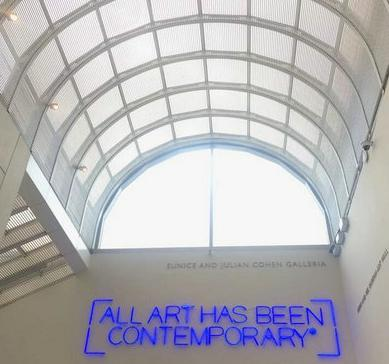 EUNICE AND JULIAN COHEN GALLERIA
[ALL ART HAS BEEN
CONTEMPORARY]